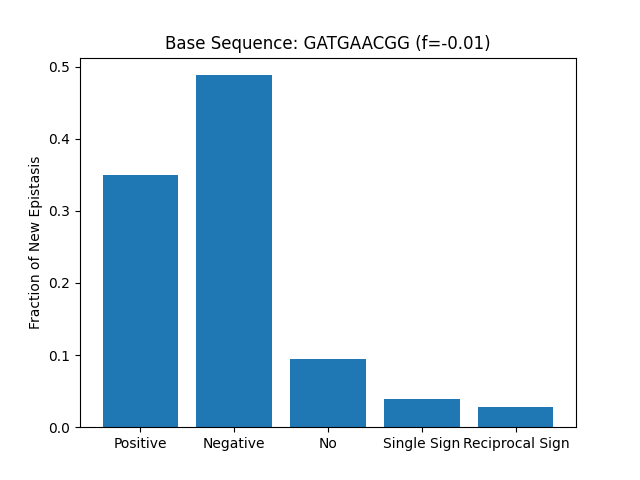 Base Sequence: GATGAACGG (f=-0.01)
Fraction of New Epistasis
0.5
0.4
0.3
0.2
0.1
0.0
Positive Negative No Single Sign Reciprocal Sign